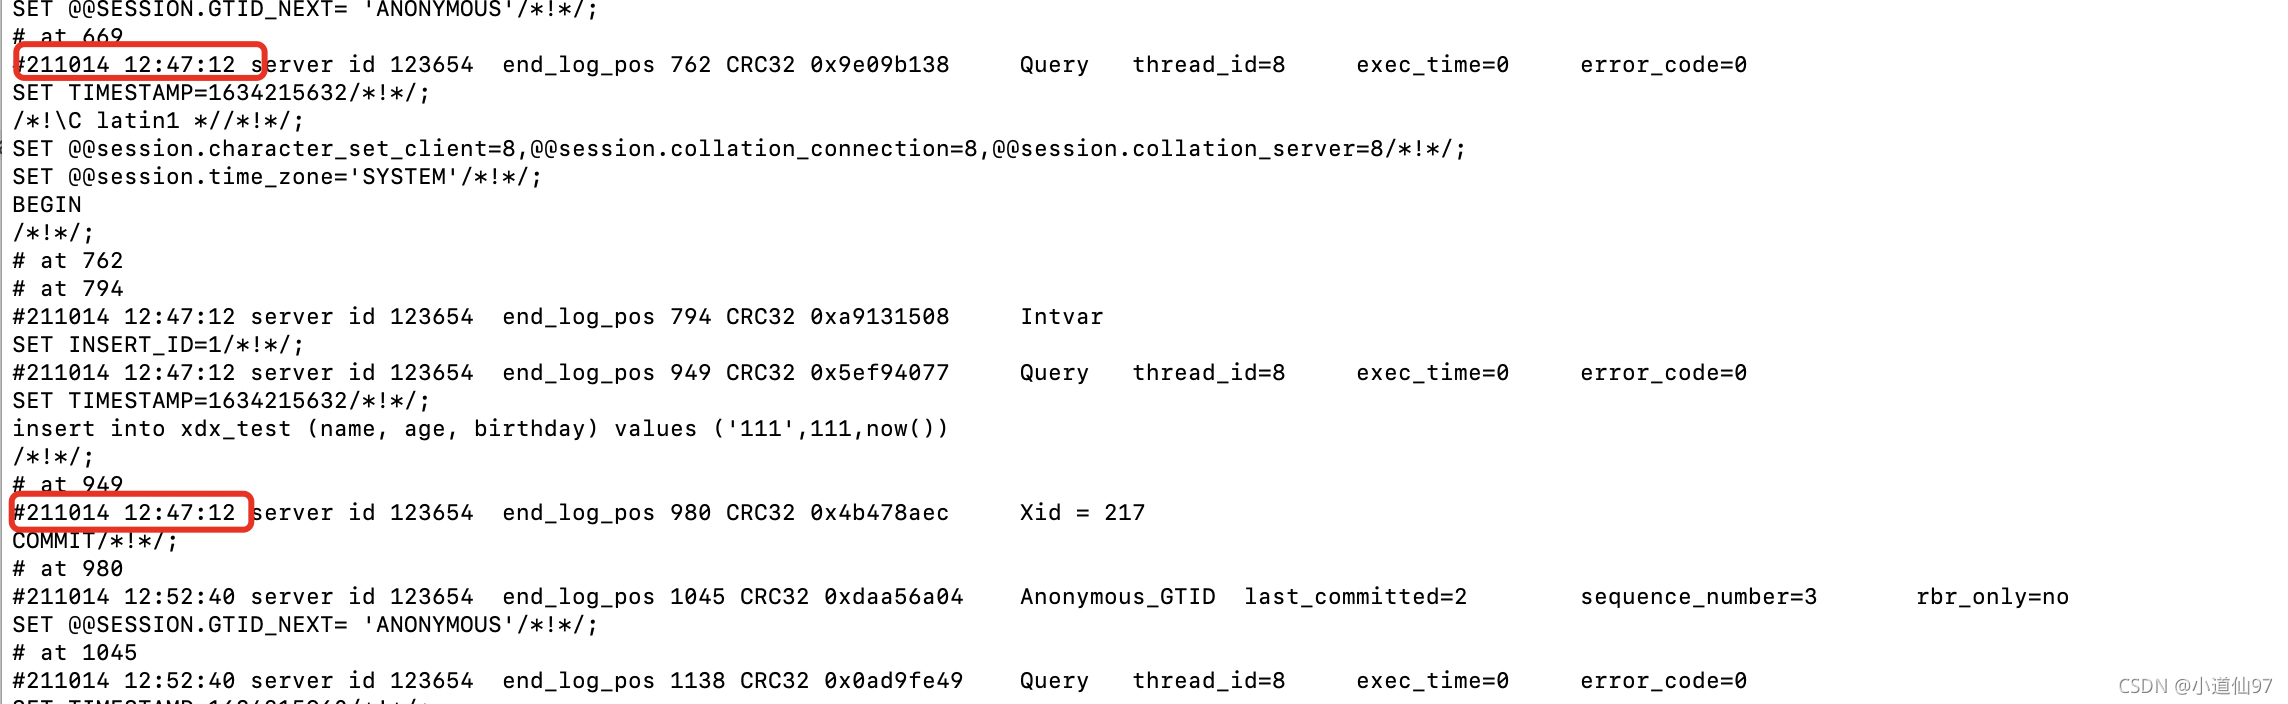 SET @@SESSION.GTID_NEXT= 'ANONYMOUS'/*!*/;
# at 669
#211014 12:47:12 server id 123654  end_log_pos 762 CRC32 0x9e09b138     Query   thread_id=8     exec_time=0     error_code=0
SET TIMESTAMP=1634215632/*!*/;
/*!\C latin1 *//*!*/;
SET @@session.character_set_client=8,@@session.collation_connection=8,@@session.collation_server=8/*!*/;
SET @@session.time_zone='SYSTEM'/*!*/;
BEGIN
/*!*/;
# at 762
# at 794
#211014 12:47:12 server id 123654  end_log_pos 794 CRC32 0xa9131508     Intvar
SET INSERT_ID=1/*!*/;
#211014 12:47:12 server id 123654  end_log_pos 949 CRC32 0x5ef94077     Query   thread_id=8     exec_time=0     error_code=0
SET TIMESTAMP=1634215632/*!*/;
insert into xdx_test (name, age, birthday) values ('111',111,now())
/*!*/;
# at 949
#211014 12:47:12 server id 123654  end_log_pos 980 CRC32 0x4b478aec     Xid = 217
COMMIT/*!*/;
# at 980
#211014 12:52:40 server id 123654  end_log_pos 1045 CRC32 0xdaa56a04    Anonymous_GTID  last_committed=2        sequence_number=3       rbr_only=no
SET @@SESSION.GTID_NEXT= 'ANONYMOUS'/*!*/;
# at 1045
#211014 12:52:40 server id 123654  end_log_pos 1138 CRC32 0x0ad9fe49    Query   thread_id=8     exec_time=0     error_code=0
CSDN @小道仙97